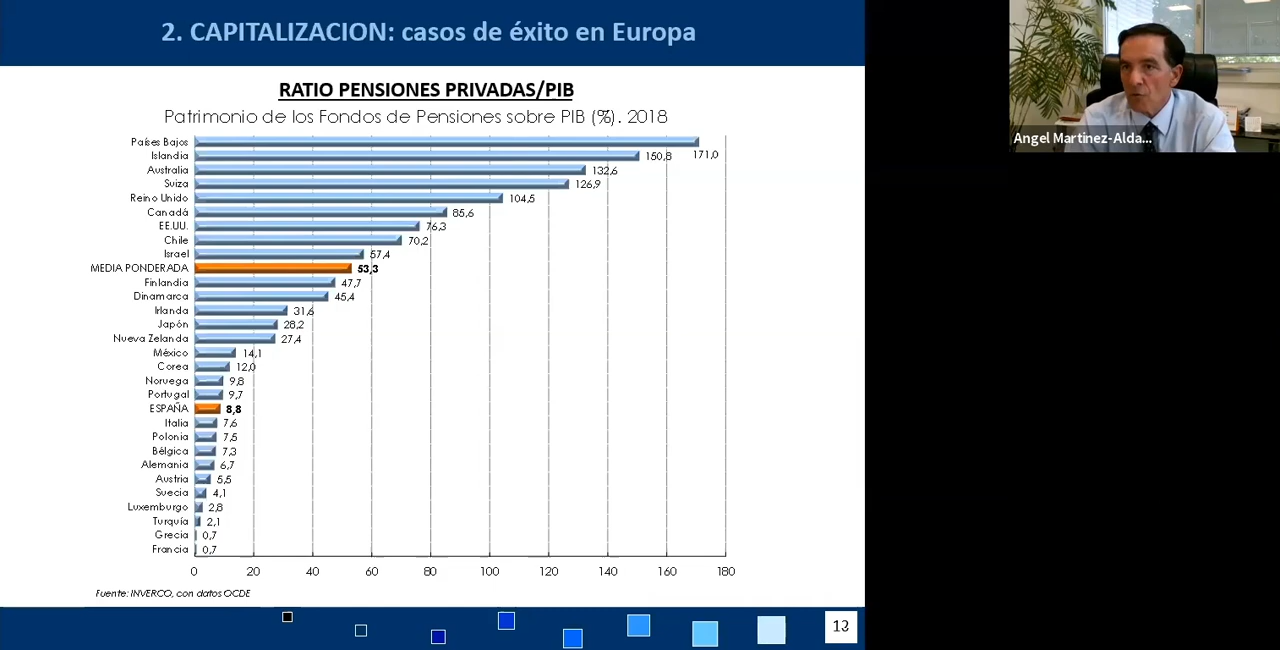 2. CAPITALIZACION: casos de éxito en Europa
RATIO PENSIONES PRIVADAS/PIB
Patrimonio de los Fondos de Pensiones sobre PIB (%). 2018
Países Bajos 171,0
Islandia 150,8
Australia 132,6
Suiza 126,9
Reino Unido 104,5
Canadá 85,6
EE.UU. 76,3
Chile 70,2
Israel 57,4
MEDIA PONDERADA 53,3
Finlandia 47,7
Dinamarca 45,4
Irlanda 31,6
Japón 28,2
Nueva Zelanda 27,4
México 14,1
Corea 12,0
Noruega 9,8
Portugal 9,7
ESPAÑA 8,8
Italia 7,6
Polonia 7,5
Bélgica 7,3
Alemania 6,7
Austria 5,5
Suecia 4,1
Luxemburgo 2,8
Turquía 2,1
Grecia 0,7
Francia 0,7
0 20 40 60 80 100 120 140 160 180
Fuente: INVERCO, con datos OCDE
13
Angel Martinez-Alda...